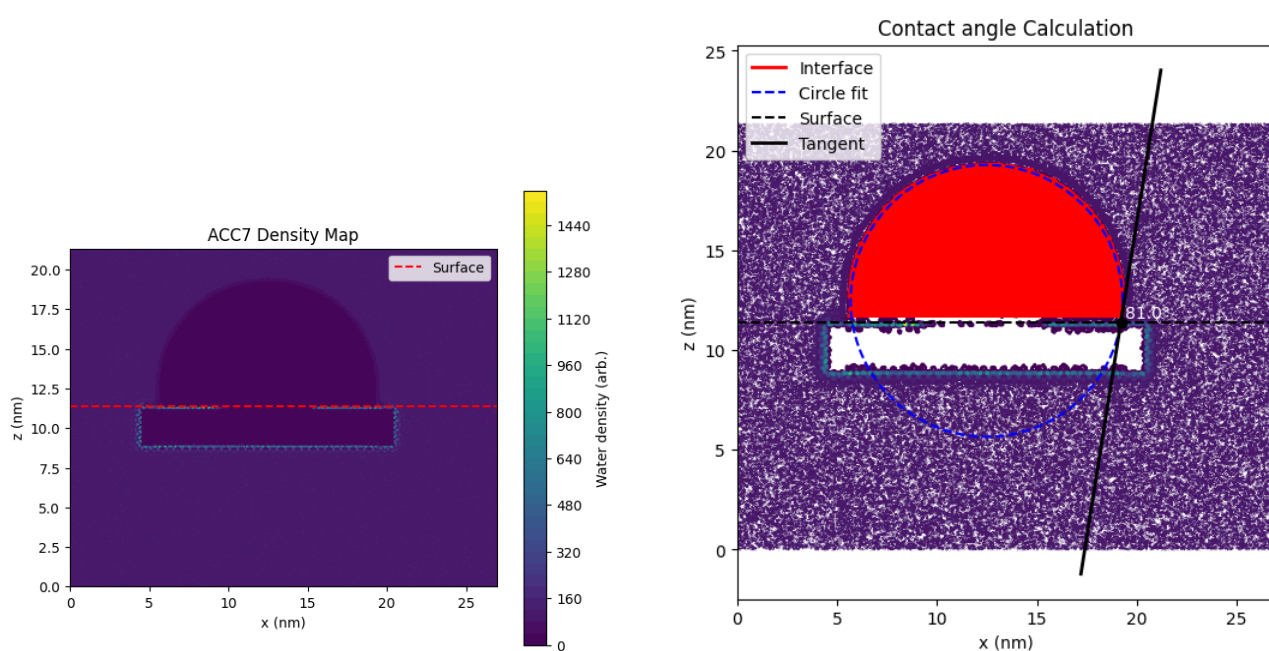 ACC7 Density Map
Surface
20.0
17.5
15.0
12.5
10.0
7.5
5.0
2.5
0.0
z (nm)
0 5 10 15 20 25
x (nm)
1440
1280
1120
960
800
640
480
320
160
0
Water density (arb.)
Contact angle Calculation
Interface
Circle fit
Surface
Tangent
25
20
15
10
5
0
z (nm)
81.0°
0 5 10 15 20 25
x (nm)